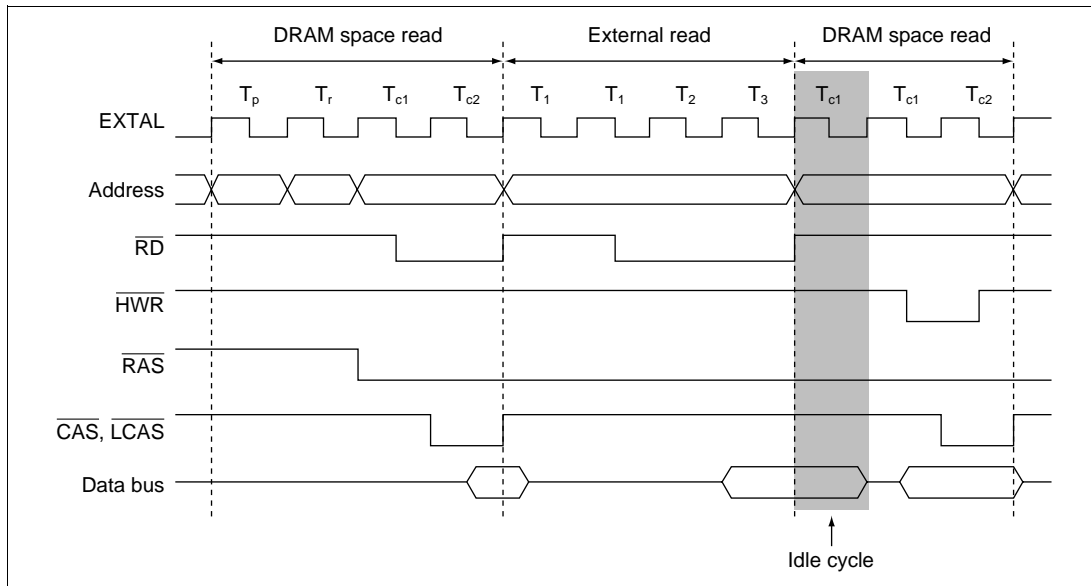 DRAM space read External read DRAM space read
Tp Tr Tc1 Tc2 T1 T1 T2 T3 Tc1 Tc1 Tc2
EXTAL
Address
RD
HWR
RAS
CAS, LCAS
Data bus
Idle cycle